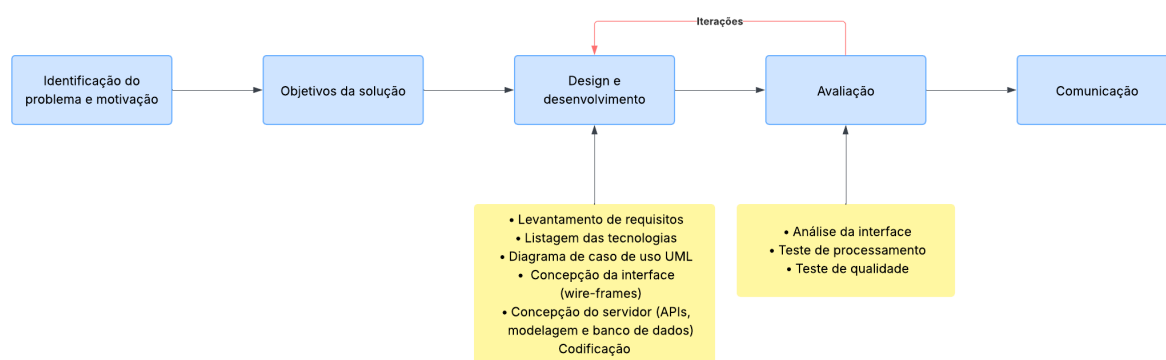 Iterações
Identificação do
problema e motivação
Objetivos da solução
Design e
desenvolvimento
Avaliação
Comunicação
• Levantamento de requisitos
• Listagem das tecnologias
• Diagrama de caso de uso UML
• Concepção da interface
(wire-frames)
• Concepção do servidor (APIs,
modelagem e banco de dados)
Codificação
• Análise da interface
• Teste de processamento
• Teste de qualidade